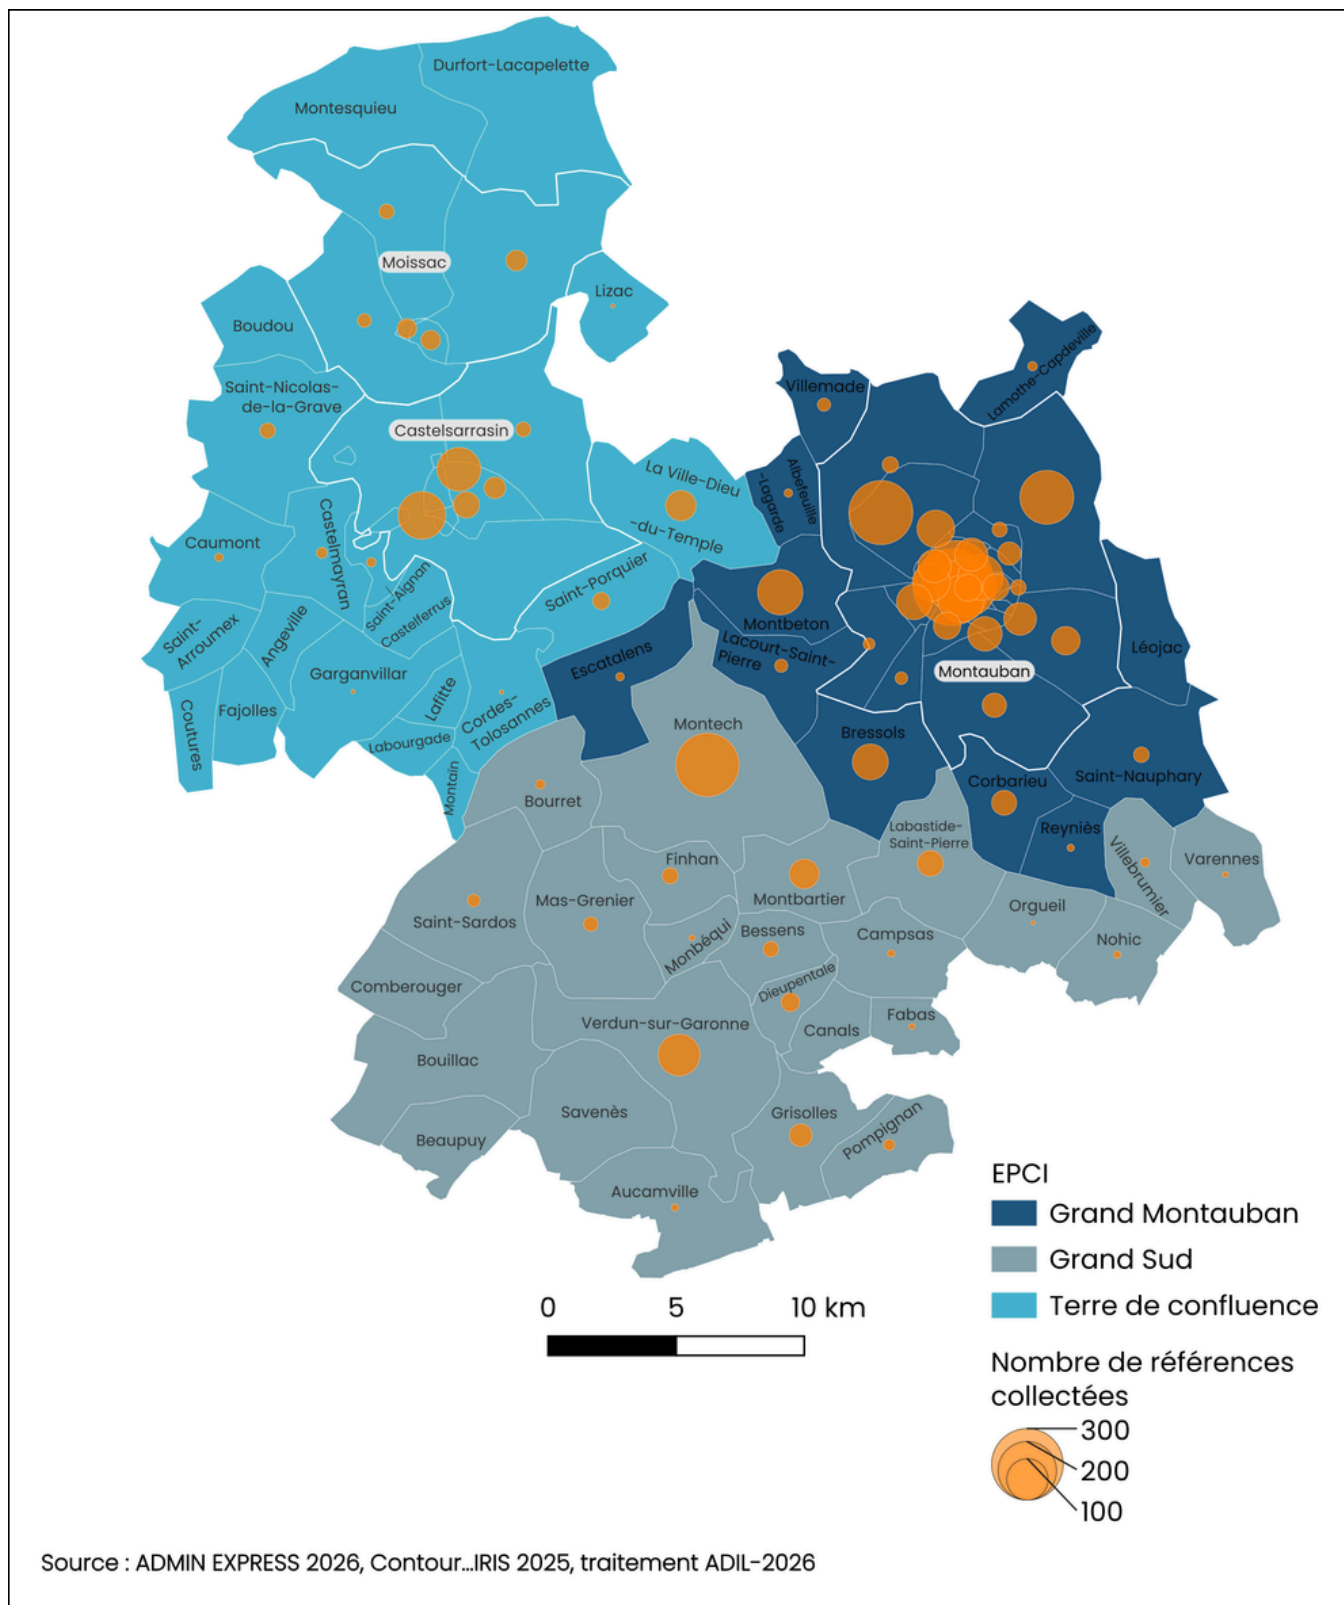 Durfort-Lacapelette
Montesquieu
Moissac
Lizac
Boudou
Saint-Nicolas-
de-la-Grave
Castelsarrasin
Lamothe-Capdeville
Villemade
La Ville-Dieu
-du-Temple
Albefeuille
-Lagarde
Caumont
Castelmayran
Saint-Aignan
Castelferrus
Saint-Porquier
Montbeton
Saint-
Arroumex
Angeville
Garganvillar
Lafitte
Cordes-
Tolosannes
Escatalens
Lacourt-Saint-
Pierre
Montauban
Léojac
Coutures
Fajolles
Labourgade
Montaïn
Montech
Bressols
Corbarieu
Saint-Nauphary
Bourret
Reyniès
Labastide-
Saint-Pierre
Villebrumier
Varennes
Finhan
Mas-Grenier
Montbartier
Saint-Sardos
Monbéqui
Bessens
Campsas
Orgueil
Nohic
Comberouger
Dieupentale
Verdun-sur-Garonne
Canals
Fabas
Bouillac
Savenès
Grisolles
Pompignan
Beaupuy
Aucamville
EPCI
Grand Montauban
Grand Sud
Terre de confluence
0 5 10 km
Nombre de références
collectées
300
200
100
Source : ADMIN EXPRESS 2026, Contour...IRIS 2025, traitement ADIL-2026